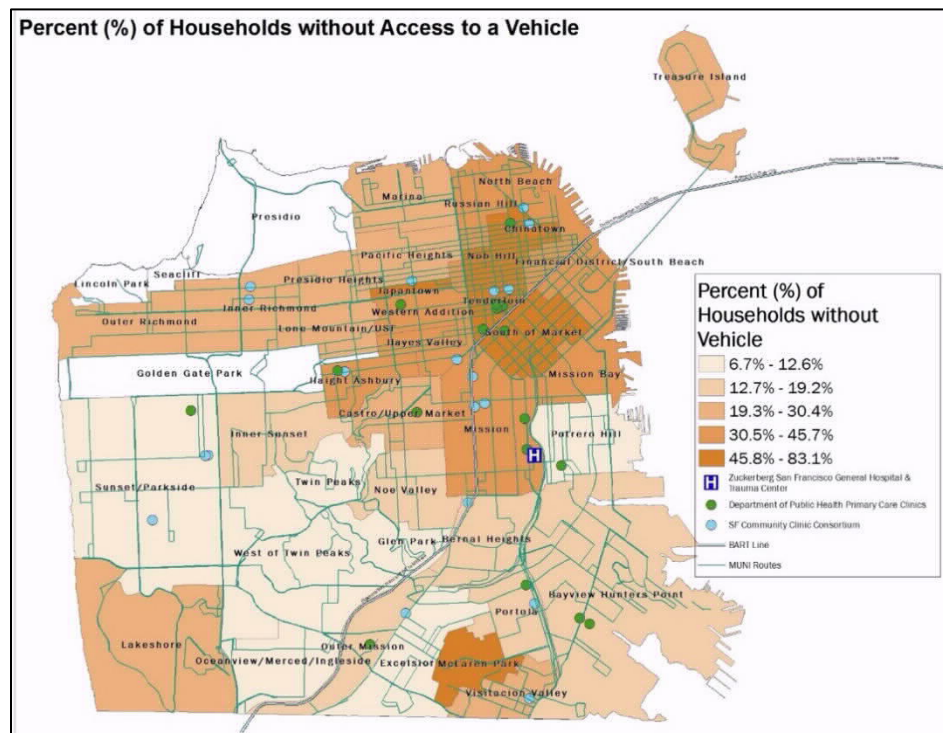 Percent (%) of Households without Access to a Vehicle
Treasure Island
North Beach
Marina
Russian Hill
Presidio
Chinatown
Pacific Heights
Nob Hill
Financial District/South Beach
Seacliff
Lincoln Park
Presidio Heights
Japantown
Inner Richmond
Tenderloin
Outer Richmond
Western Addition
Lone Mountain/USF
South of Market
Hayes Valley
Golden Gate Park
Haight Ashbury
Mission Bay
Castro/Upper Market
Inner Sunset
Mission
Potrero Hill
H
Twin Peaks
Sunset/Parkside
Noe Valley
Glen Park
Bernal Heights
West of Twin Peaks
Bayview Hunters Point
Portola
Lakeshore
Outer Mission
Oceanview/Merced/Ingleside
Excelsior
McLaren Park
Visitacion Valley
Percent (%) of
Households without
Vehicle
6.7% - 12.6%
12.7% - 19.2%
19.3% - 30.4%
30.5% - 45.7%
45.8% - 83.1%
H
Zuckerberg San Francisco General Hospital &
Trauma Center
Department of Public Health Primary Care Clinics
SF Community Clinic Consortium
BART Line
MUNI Routes